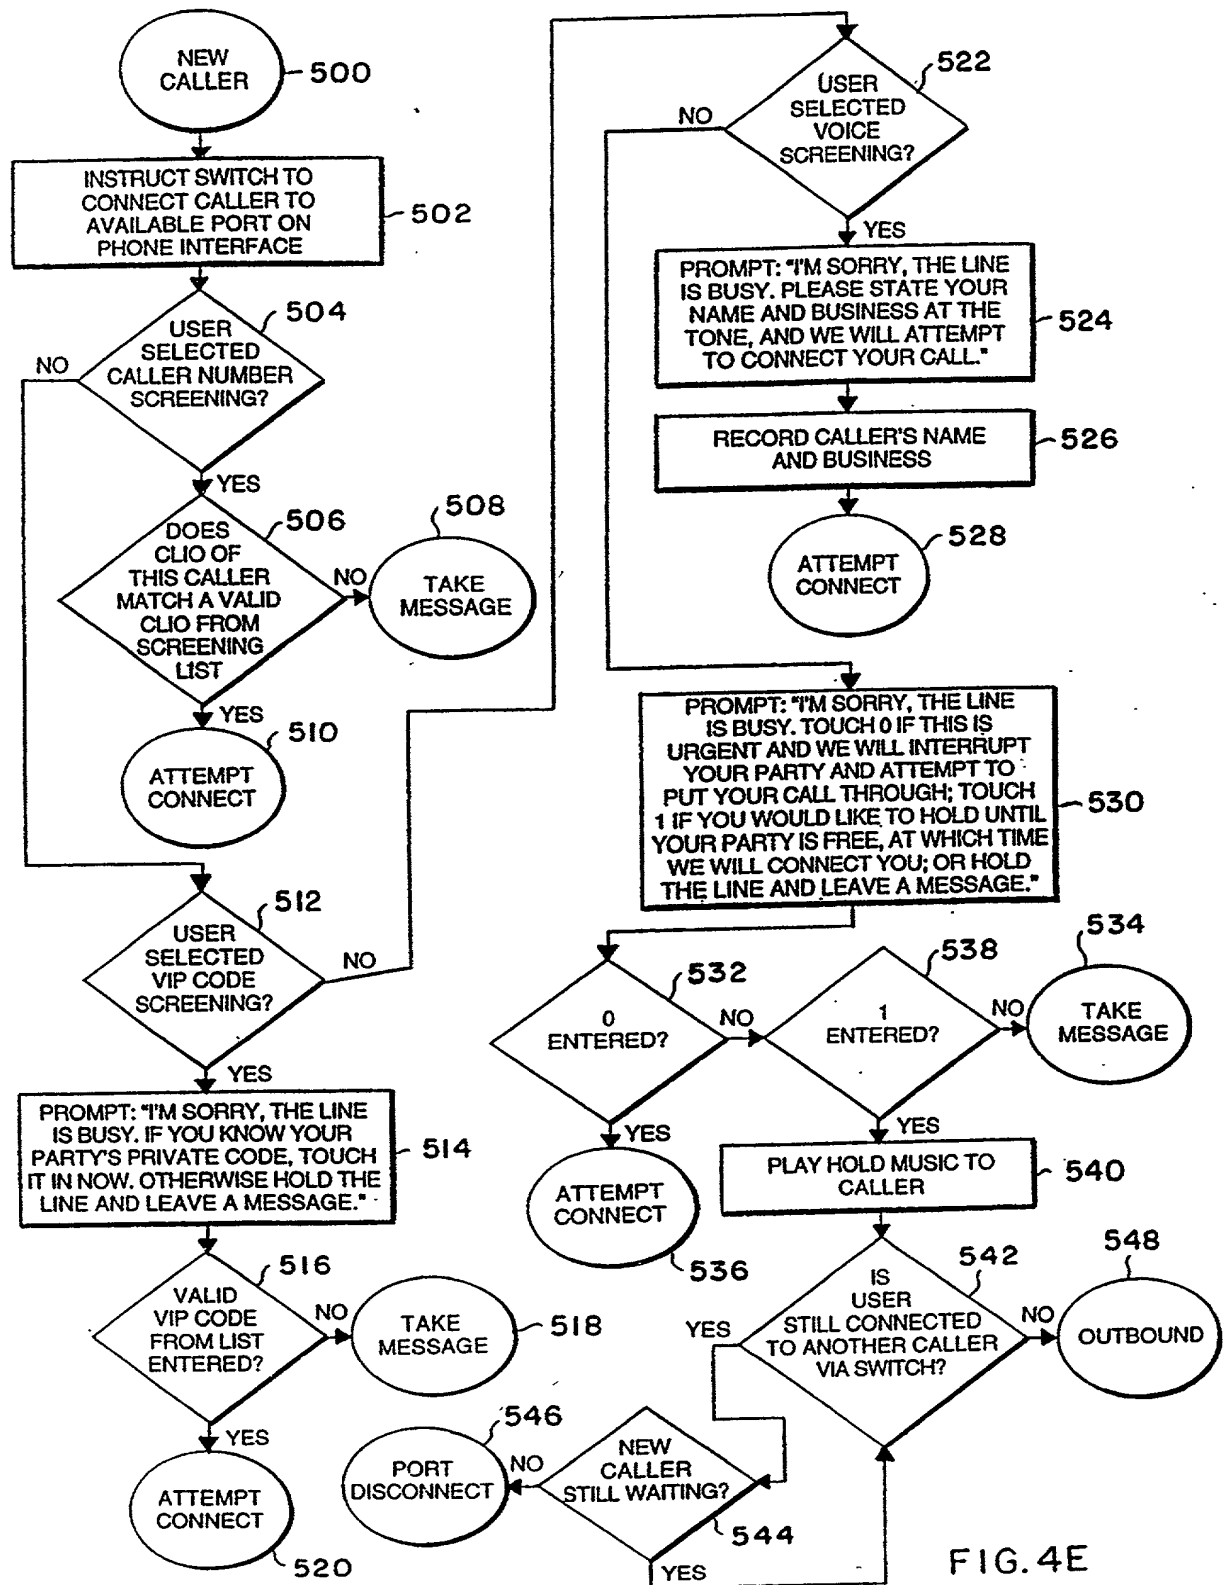 NEW
CALLER
500
INSTRUCT SWITCH TO
CONNECT CALLER TO
AVAILABLE PORT ON
PHONE INTERFACE
502
504
USER
SELECTED
CALLER NUMBER
SCREENING?
NO
YES
506
DOES
CLIO OF
THIS CALLER
MATCH A VALID
CLIO FROM
SCREENING
LIST
NO
508
TAKE
MESSAGE
YES
510
ATTEMPT
CONNECT
512
USER
SELECTED
VIP CODE
SCREENING?
NO
YES
PROMPT: "I'M SORRY, THE LINE
IS BUSY. IF YOU KNOW YOUR
PARTY'S PRIVATE CODE, TOUCH
IT IN NOW. OTHERWISE HOLD THE
LINE AND LEAVE A MESSAGE."
514
516
VALID
VIP CODE
FROM LIST
ENTERED?
NO
TAKE
MESSAGE
518
YES
ATTEMPT
CONNECT
520
522
USER
SELECTED
VOICE
SCREENING?
NO
YES
PROMPT: "I'M SORRY, THE LINE
IS BUSY. PLEASE STATE YOUR
NAME AND BUSINESS AT THE
TONE, AND WE WILL ATTEMPT
TO CONNECT YOUR CALL."
524
RECORD CALLER'S NAME
AND BUSINESS
526
528
ATTEMPT
CONNECT
PROMPT: "I'M SORRY, THE LINE
IS BUSY. TOUCH 0 IF THIS IS
URGENT AND WE WILL INTERRUPT
YOUR PARTY AND ATTEMPT TO
PUT YOUR CALL THROUGH; TOUCH
1 IF YOU WOULD LIKE TO HOLD UNTIL
YOUR PARTY IS FREE, AT WHICH TIME
WE WILL CONNECT YOU; OR HOLD
THE LINE AND LEAVE A MESSAGE."
530
532
0
ENTERED?
NO
YES
ATTEMPT
CONNECT
536
538
1
ENTERED?
NO
534
TAKE
MESSAGE
YES
PLAY HOLD MUSIC TO
CALLER
540
542
IS
USER
STILL CONNECTED
TO ANOTHER CALLER
VIA SWITCH?
NO
548
OUTBOUND
YES
NEW
CALLER
STILL WAITING?
544
NO
546
PORT
DISCONNECT
YES
FIG. 4E